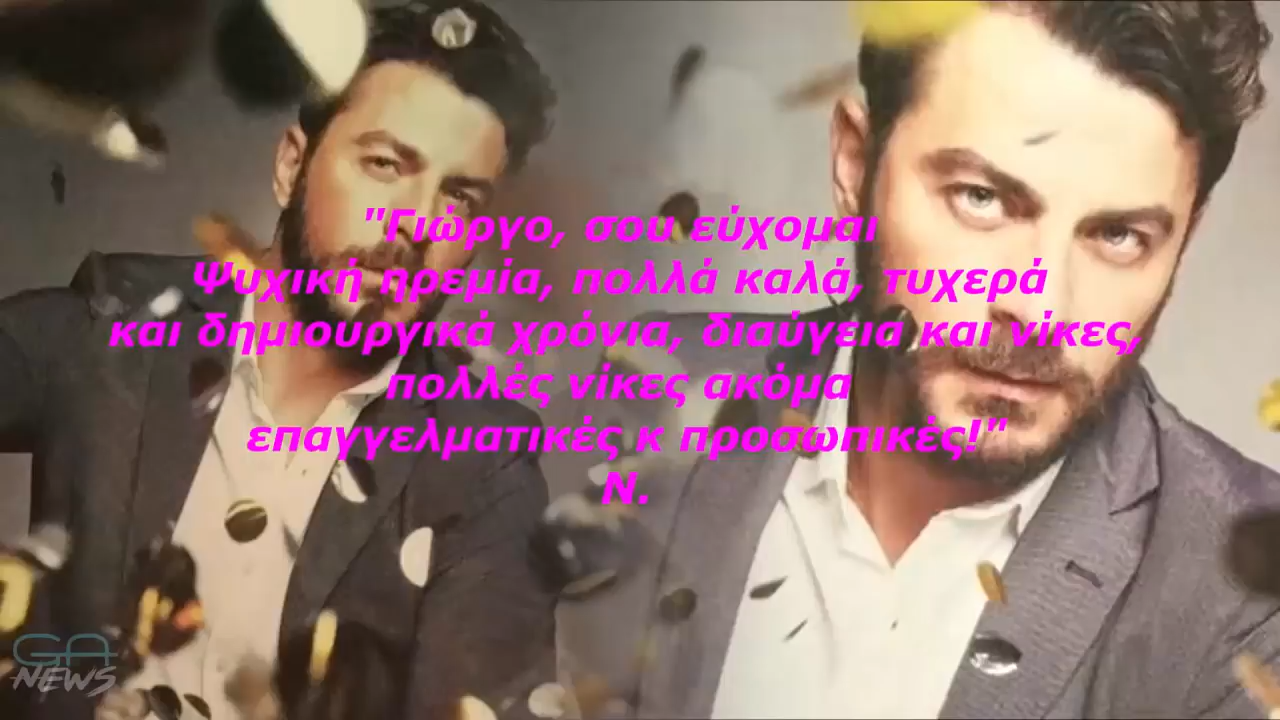 "Γιώργο, σου εύχομαι
Ψυχική ηρεμία, πολλά καλά, τυχερά
και δημιουργικά χρόνια, διαύγεια και νίκες,
πολλές νίκες ακόμα
επαγγελματικές κ προσωπικές!"
Ν.
GA
NEWS